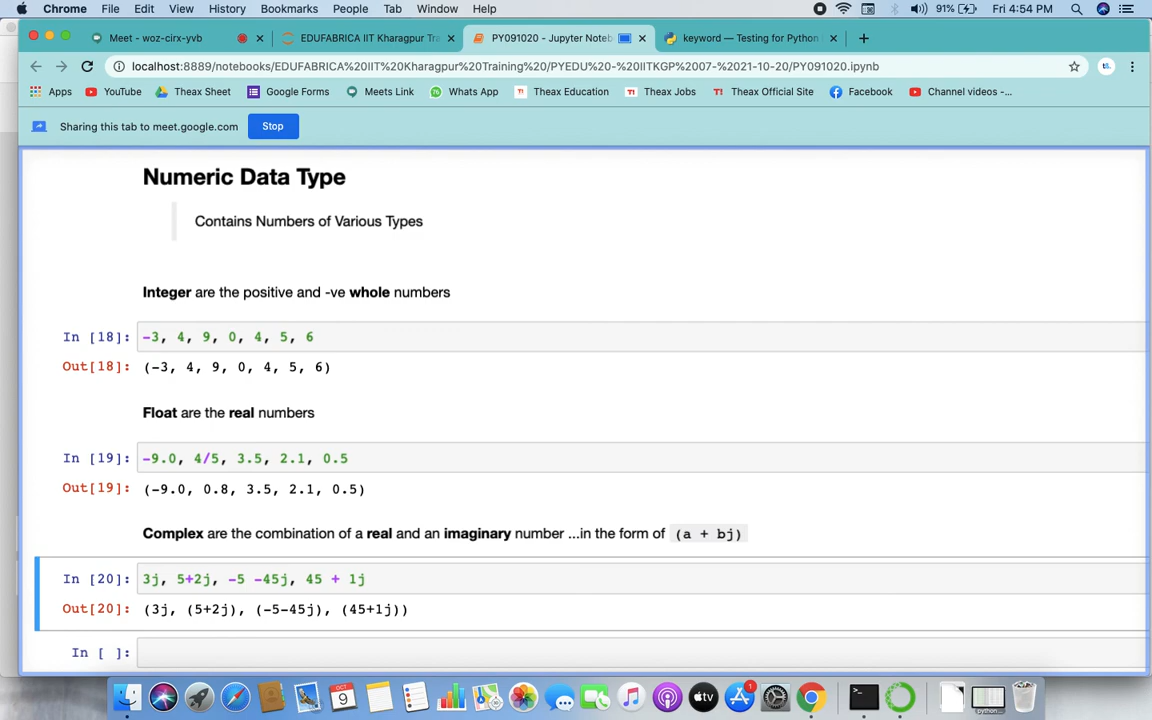 Chrome File Edit View History Bookmarks People Tab Window Help 91% Fri 4:54 PM
Meet - woz-cirx-yvb EDUFABRICA IIT Kharagpur Tra PY091020 - Jupyter Noteb keyword — Testing for Python
localhost:8889/notebooks/EDUFABRICA%20IIT%20Kharagpur%20Training%20/PYEDU%20-%20IITKGP%2007-%2021-10-20/PY091020.ipynb
Apps YouTube Theax Sheet Google Forms Meets Link Whats App Theax Education Theax Jobs Theax Official Site Facebook Channel videos -...
Sharing this tab to meet.google.com Stop
Numeric Data Type
Contains Numbers of Various Types
Integer are the positive and -ve whole numbers
In [18]: -3, 4, 9, 0, 4, 5, 6
Out[18]: (-3, 4, 9, 0, 4, 5, 6)
Float are the real numbers
In [19]: -9.0, 4/5, 3.5, 2.1, 0.5
Out[19]: (-9.0, 0.8, 3.5, 2.1, 0.5)
Complex are the combination of a real and an imaginary number ...in the form of (a + bj)
In [20]: 3j, 5+2j, -5 -45j, 45 + 1j
Out[20]: (3j, (5+2j), (-5-45j), (45+1j))
In [ ]:
OCT
9
tv
1